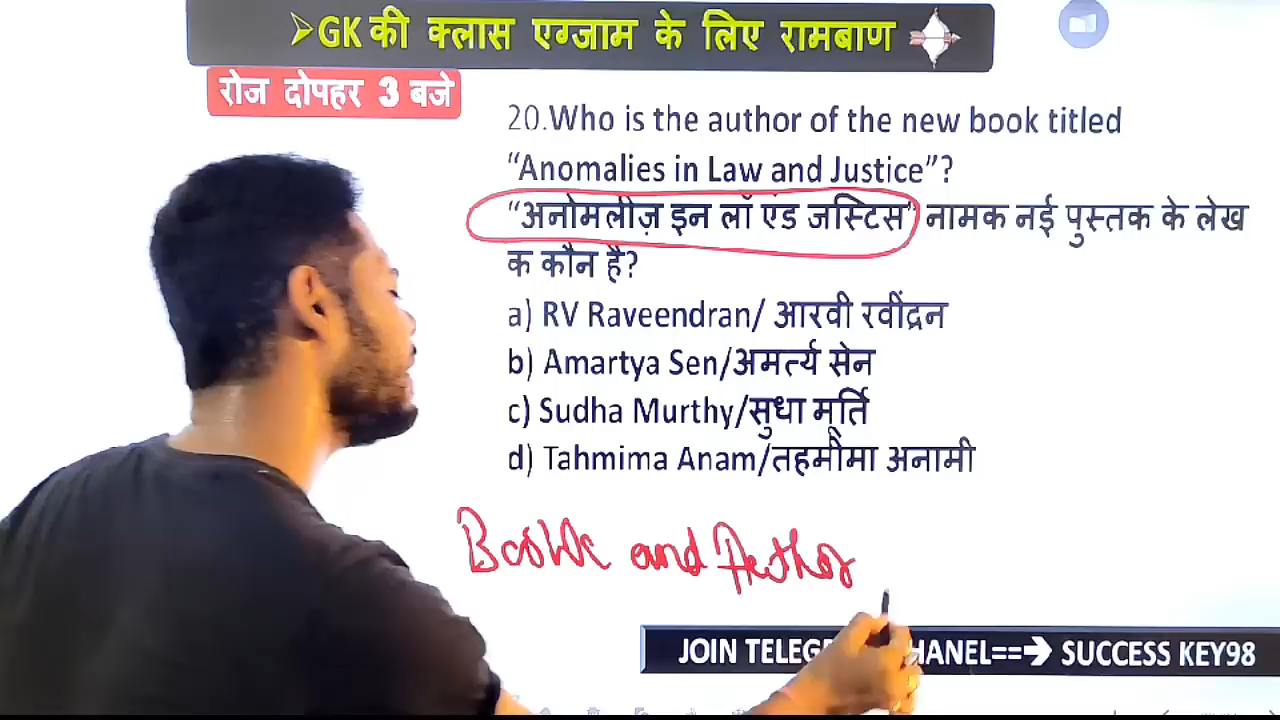 ➢GK की क्लास एग्जाम के लिए रामबाण
रोज दोपहर 3 बजे
20.Who is the author of the new book titled
“Anomalies in Law and Justice”?
“अनोमलीज़ इन लॉ एंड जस्टिस” नामक नई पुस्तक के लेख
क कौन है?
a) RV Raveendran/ आरवी रवींद्रन
b) Amartya Sen/अमर्त्य सेन
c) Sudha Murthy/सुधा मूर्ति
d) Tahmima Anam/तहमीमा अनामी
Book and Author
JOIN TELEG HANEL==➔ SUCCESS KEY98